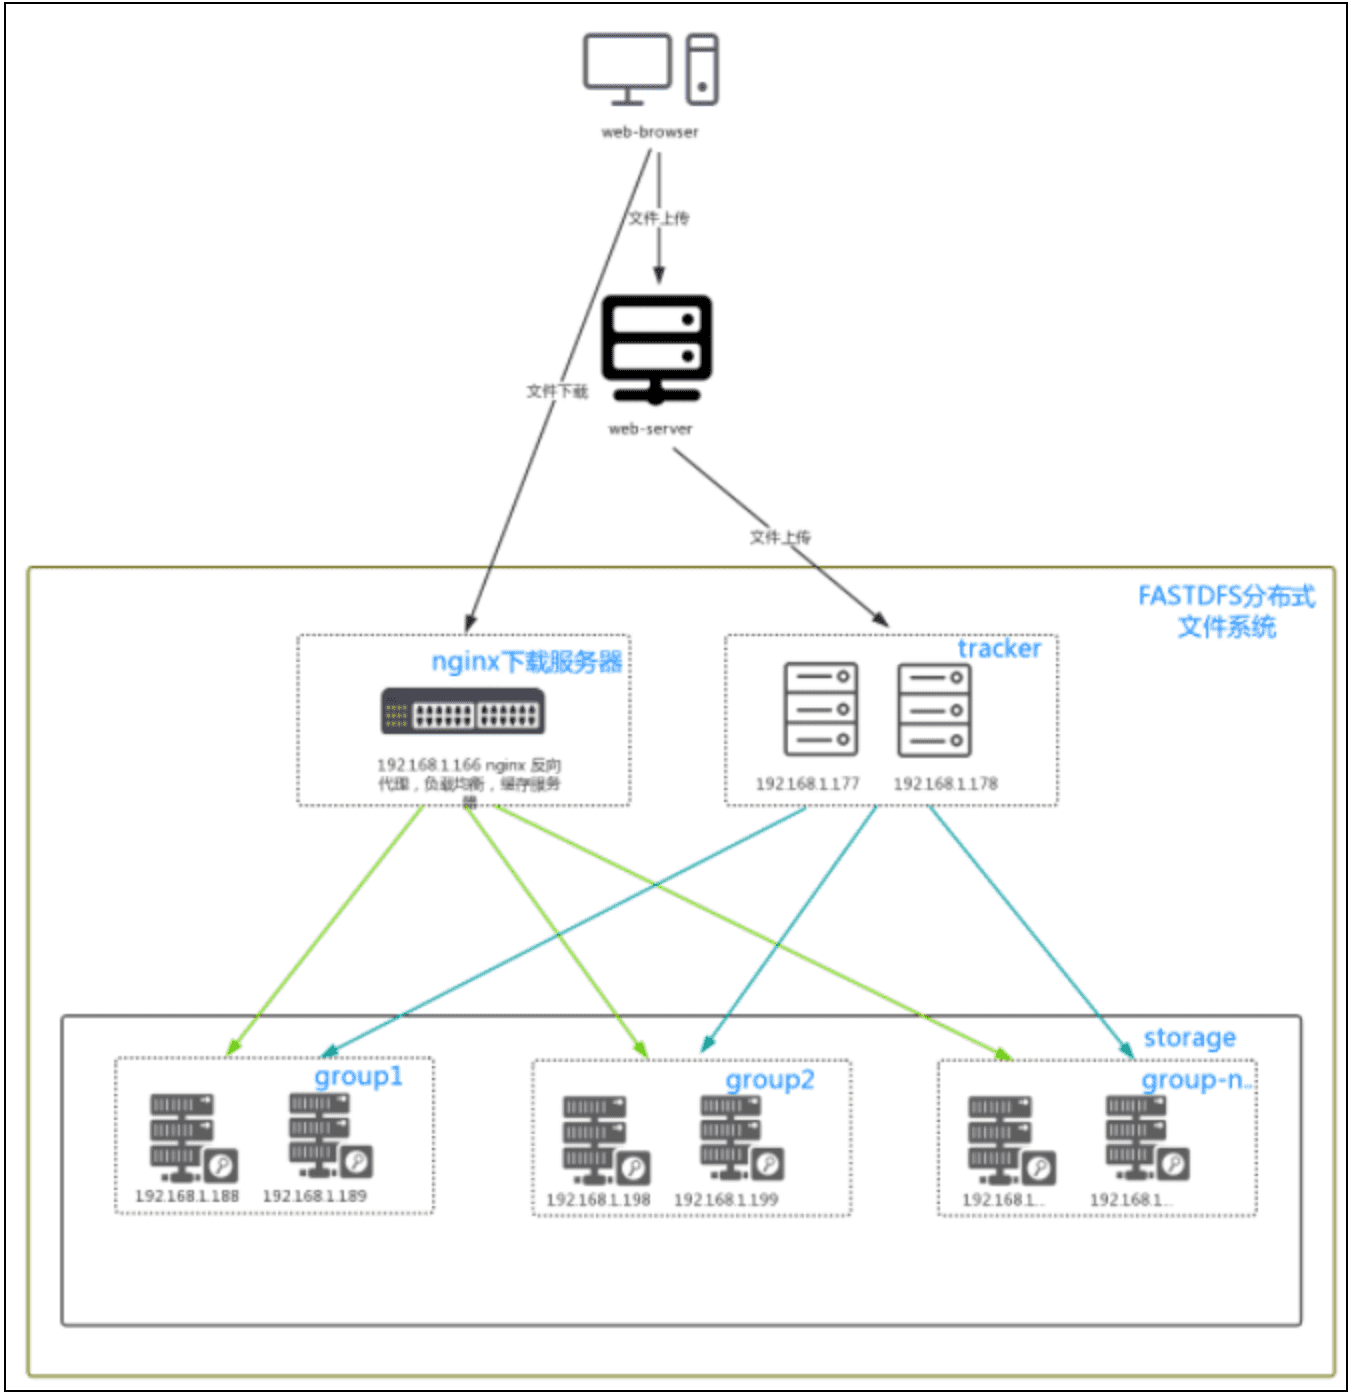 web-browser
文件上传
文件下载
web-server
文件上传
FASTDFS分布式
文件系统
nginx下载服务器
192.168.1.166 nginx 反向
代理，负载均衡，缓存服务
器
tracker
192.168.1.177
192.168.1.178
storage
group1
192.168.1.188
192.168.1.189
group2
192.168.1.198
192.168.1.199
group-n..
192.168.1...
192.168.1...